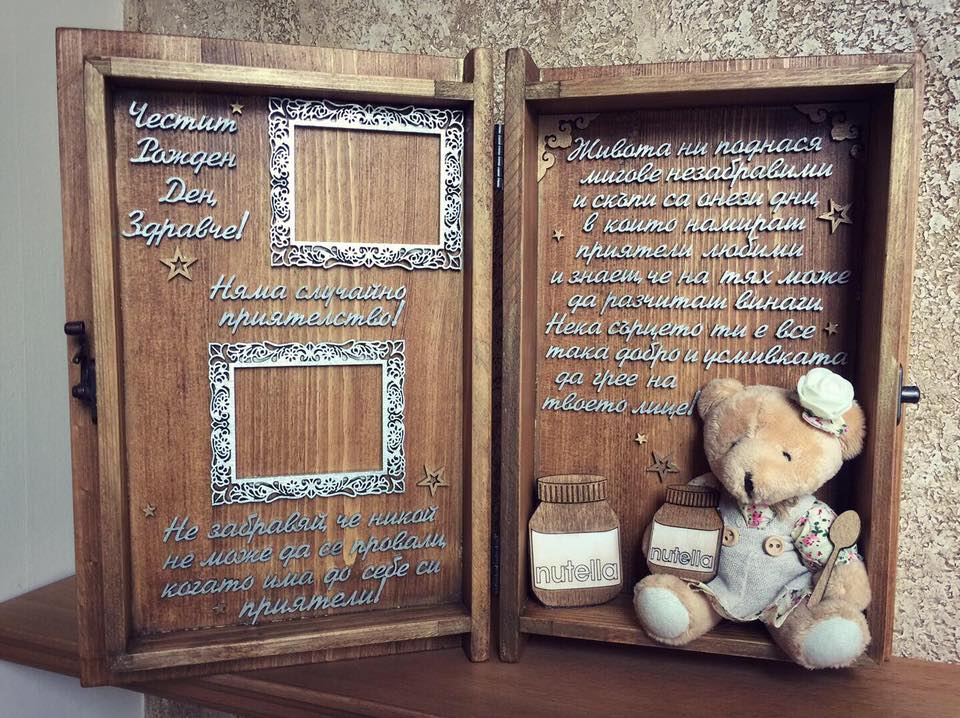 Честит
Рожден
Ден,
Здравче!
Няма случайно
приятелство!
Не забравяй, че никой
не може да се провали,
когато има до себе си
приятели!
Живота ни поднася
мигове незабравими
и скъпи са онези дни,
в които намираш
приятели любими
и знаеш, че на тях може
да разчиташ винаги.
Нека сърцето ти е все
така добро и усмивката
да грее на
твоето лице!
nutella
nutella